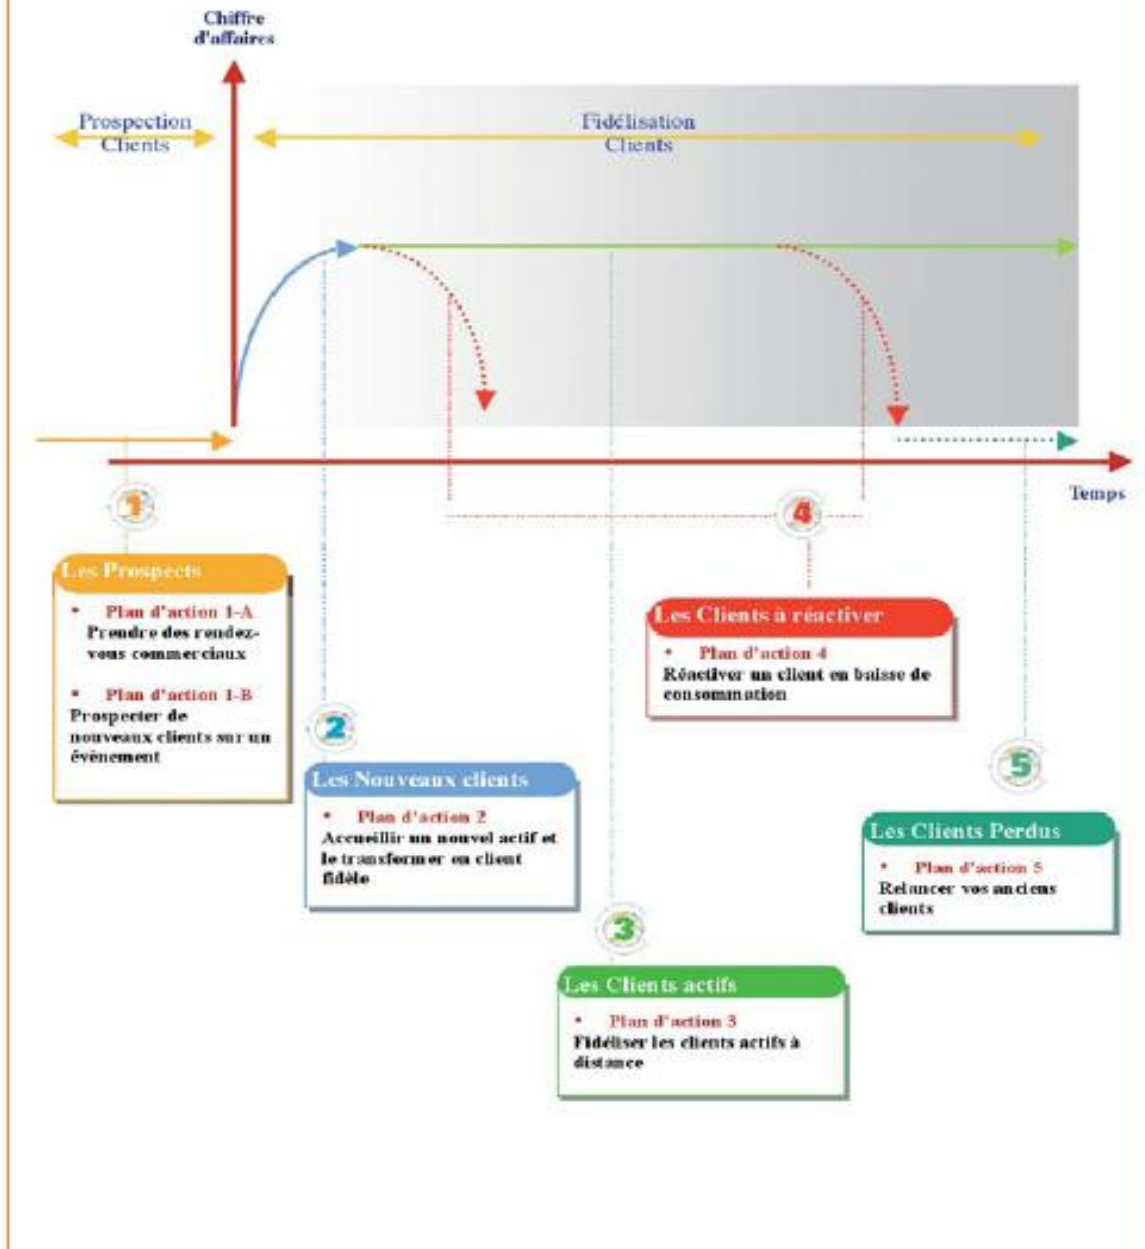 Chiffre
d'affaires
Prospection
Clients
Fidélisation
Clients
Temps
1
4
Les Prospects
• Plan d'action 1-A
Prendre des rendez-
vous commerciaux
• Plan d'action 1-B
Prospecter de
nouveaux clients sur un
évènement
Les Clients à réactiver
• Plan d'action 4
Réactiver un client en baisse de
consommation
2
Les Nouveaux clients
• Plan d'action 2
Accueillir un nouvel actif et
le transformer en client
fidèle
5
Les Clients Perdus
• Plan d'action 5
Relancer vos anciens
clients
3
Les Clients actifs
• Plan d'action 3
Fidéliser les clients actifs à
distance